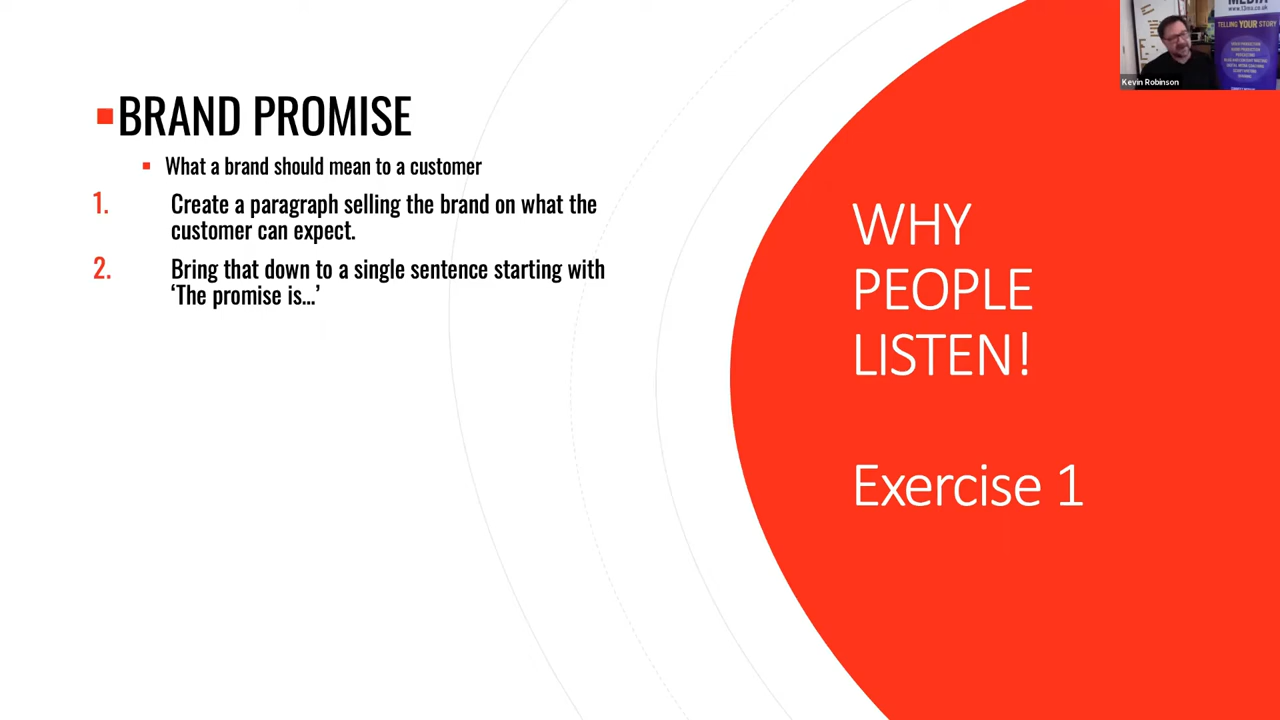 BRAND PROMISE
What a brand should mean to a customer
1. Create a paragraph selling the brand on what the
customer can expect.
2. Bring that down to a single sentence starting with
‘The promise is...’
WHY
PEOPLE
LISTEN!
Exercise 1
MEDIA
TELLING YOUR STORY
Kevin Robinson